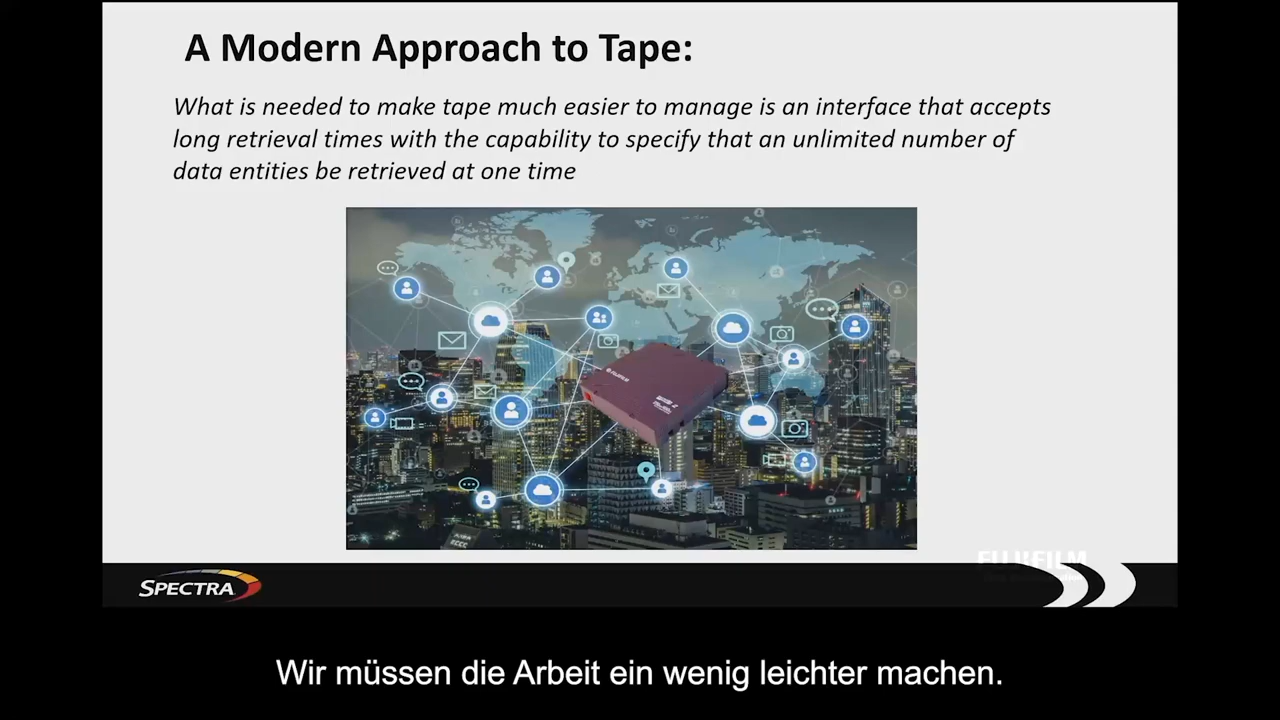 A Modern Approach to Tape:
What is needed to make tape much easier to manage is an interface that accepts
long retrieval times with the capability to specify that an unlimited number of
data entities be retrieved at one time
FUJIFILM
FUJIFILM
SPECTRA
Wir müssen die Arbeit ein wenig leichter machen.